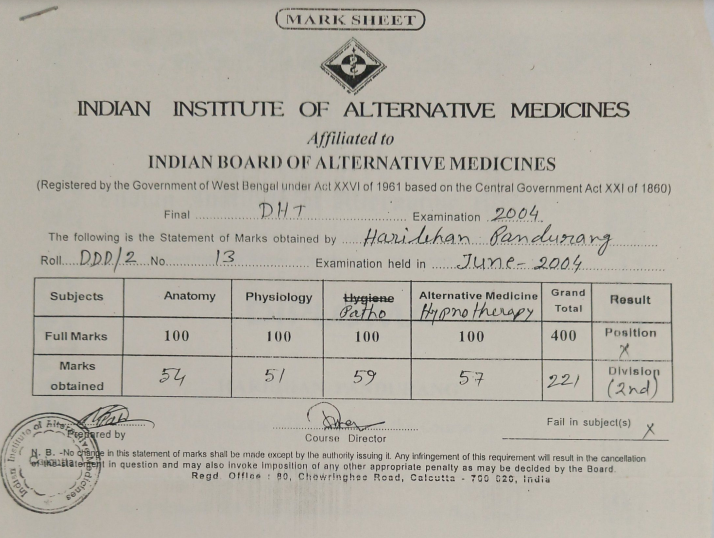 MARK SHEET
INDIAN INSTITUTE OF ALTERNATIVE MEDICINES
Affiliated to
INDIAN BOARD OF ALTERNATIVE MEDICINES
(Registered by the Government of West Bengal under Act XXVI of 1961 based on the Central Government Act XXI of 1860)
Final DHT Examination 2004
The following is the Statement of Marks obtained by Pandurang
Roll DDD/2 No. 13 Examination held in June-2004
Subjects Anatomy Physiology Hygiene Patho Alternative Medicine Hypnotherapy Grand Total Result
Full Marks 100 100 100 100 400 Position X
Marks obtained 54 51 59 57 221 Division (2nd)
Prepared by Course Director Fail in subject(s) X
N. B. -No change in this statement of marks shall be made except by the authority issuing it. Any infringement of this requirement will result in the cancellation
of the statement in question and may also invoke imposition of any other appropriate penalty as may be decided by the Board.
Regd. Office : 80, Chowringhee Road, Calcutta - 700 020, India
Indian Institute of Alternative Medicines